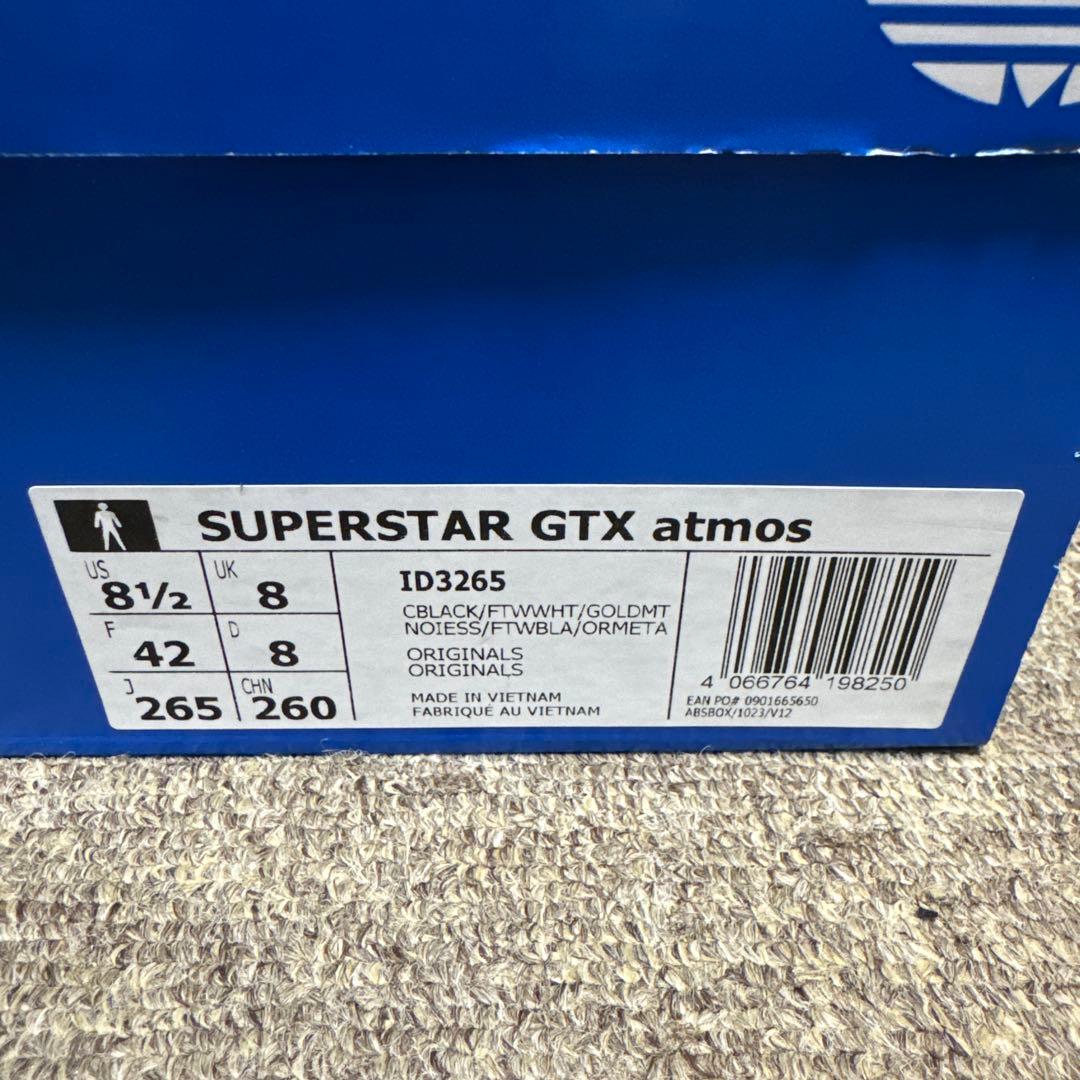 SUPERSTAR GTX atmos
US 8½ UK 8
F 42 D 8
J 265 CHN 260
ID3265
CBLACK/FTWWHT/GOLDMT
NOIESS/FTWBLA/ORMETA
ORIGINALS
ORIGINALS
MADE IN VIETNAM
FABRIQUÉ AU VIETNAM
4 066764 198250
EAN PO# 0901665650
ABSBOX/1023/V12